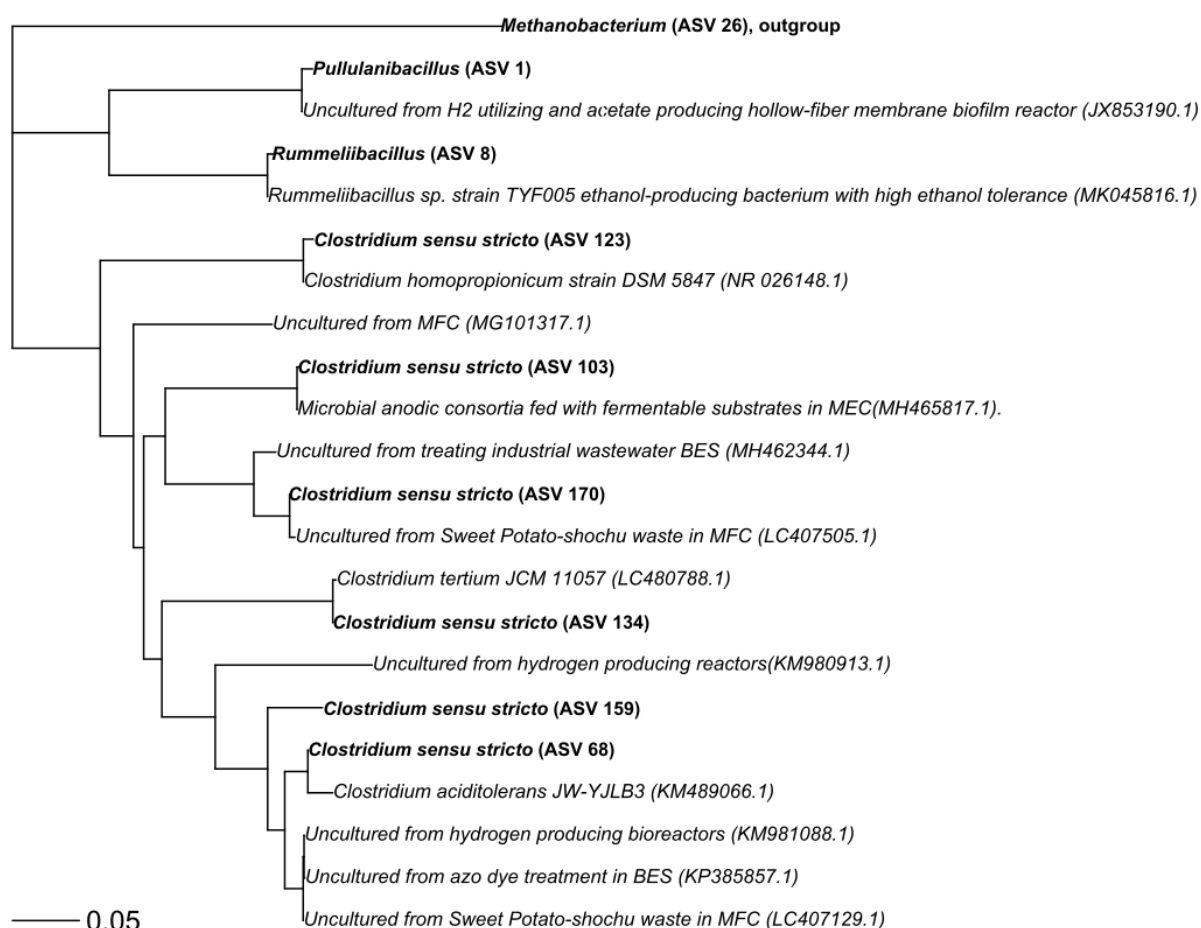 Methanobacterium (ASV 26), outgroup
Pullulanibacillus (ASV 1)
Uncultured from H2 utilizing and acetate producing hollow-fiber membrane biofilm reactor (JX853190.1)
Rummeliibacillus (ASV 8)
Rummeliibacillus sp. strain TYF005 ethanol-producing bacterium with high ethanol tolerance (MK045816.1)
Clostridium sensu stricto (ASV 123)
Clostridium homopropionicum strain DSM 5847 (NR 026148.1)
Uncultured from MFC (MG101317.1)
Clostridium sensu stricto (ASV 103)
Microbial anodic consortia fed with fermentable substrates in MEC(MH465817.1).
Uncultured from treating industrial wastewater BES (MH462344.1)
Clostridium sensu stricto (ASV 170)
Uncultured from Sweet Potato-shochu waste in MFC (LC407505.1)
Clostridium tertium JCM 11057 (LC480788.1)
Clostridium sensu stricto (ASV 134)
Uncultured from hydrogen producing reactors(KM980913.1)
Clostridium sensu stricto (ASV 159)
Clostridium sensu stricto (ASV 68)
Clostridium aciditolerans JW-YJLB3 (KM489066.1)
Uncultured from hydrogen producing bioreactors (KM981088.1)
Uncultured from azo dye treatment in BES (KP385857.1)
Uncultured from Sweet Potato-shochu waste in MFC (LC407129.1)
0.05